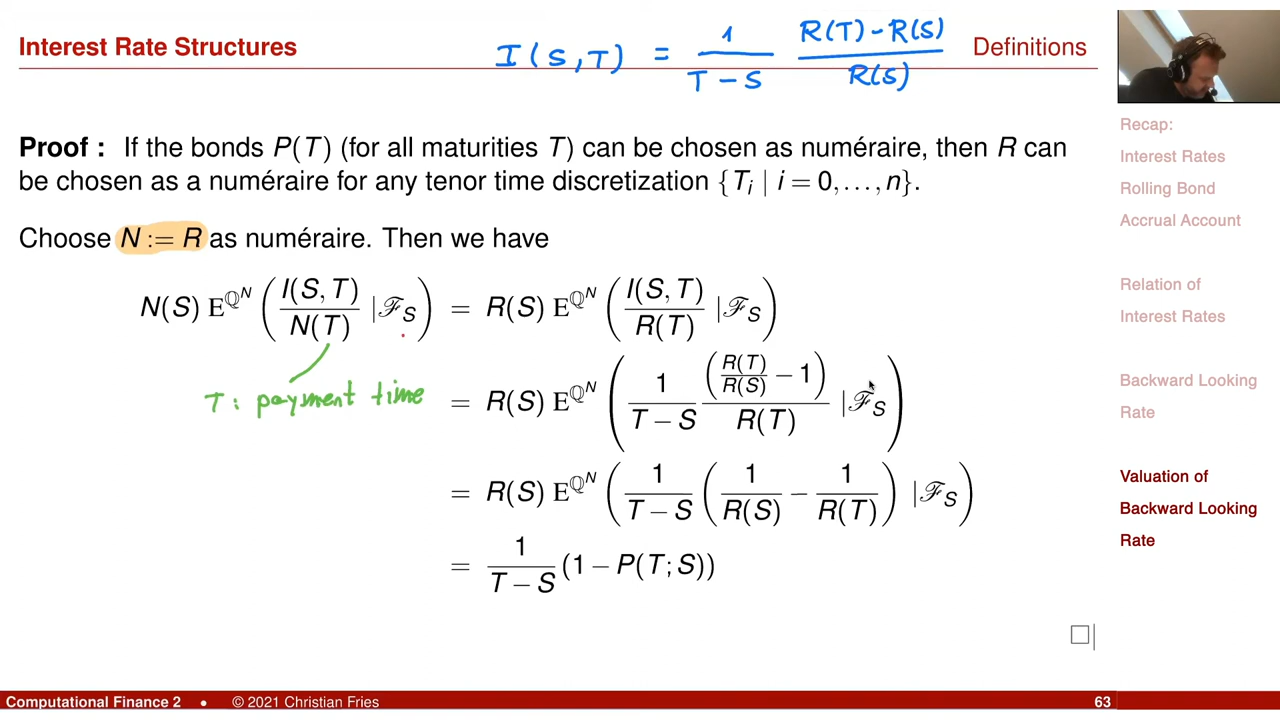 Interest Rate Structures
I(S,T) = 1/(T−S) (R(T)−R(S))/R(S)
Definitions
Proof : If the bonds P(T) (for all maturities T) can be chosen as numéraire, then R can
be chosen as a numéraire for any tenor time discretization {T_i | i = 0,...,n}.
Choose N := R as numéraire. Then we have
N(S) E^{ℚ^N} ( I(S,T)/N(T) | ℱ_S ) = R(S) E^{ℚ^N} ( I(S,T)/R(T) | ℱ_S )
T: payment time
= R(S) E^{ℚ^N} ( 1/(T−S) (R(T)/R(S) − 1)/R(T) | ℱ_S )
= R(S) E^{ℚ^N} ( 1/(T−S) ( 1/R(S) − 1/R(T) ) | ℱ_S )
= 1/(T−S) (1 − P(T;S))
□
Recap:
Interest Rates
Rolling Bond
Accrual Account
Relation of
Interest Rates
Backward Looking
Rate
Valuation of
Backward Looking
Rate
Computational Finance 2 • © 2021 Christian Fries
63